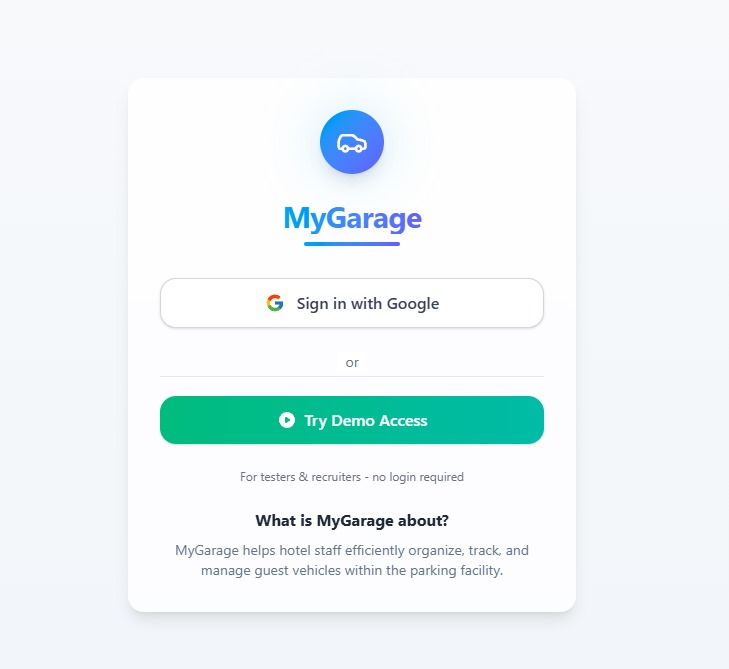 MyGarage
Sign in with Google
or
Try Demo Access
For testers & recruiters - no login required
What is MyGarage about?
MyGarage helps hotel staff efficiently organize, track, and
manage guest vehicles within the parking facility.